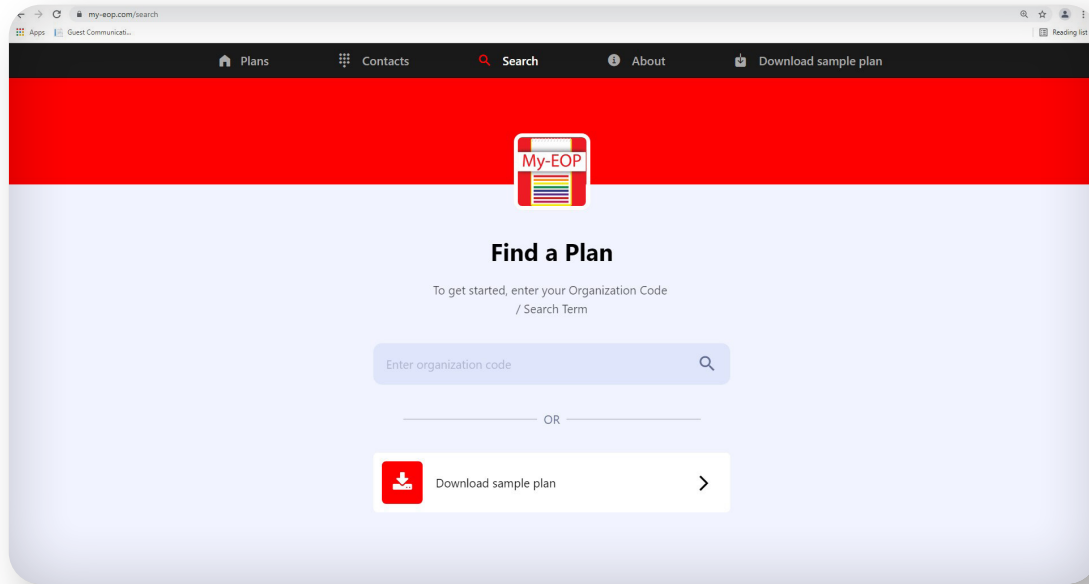 my-eop.com/search
Apps Guest Communicati... Reading list
Plans Contacts Search About Download sample plan
My-EOP
Find a Plan
To get started, enter your Organization Code
/ Search Term
Enter organization code
OR
Download sample plan